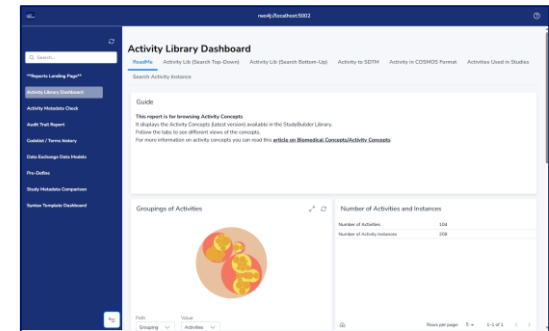 neo4j://localhost:5002
Search...
**Reports Landing Page**
Activity Library Dashboard
Activity Metadata Check
Audit Trail Report
Codelist / Terms history
Data Exchange Data Models
Pre-Define
Study Metadata Comparison
Syntax Template Dashboard
Activity Library Dashboard
ReadMe Activity Lib (Search Top-Down) Activity Lib (Search Bottom-Up) Activity to SDTM Activity in COSMOS Format Activities Used in Studies
Search Activity Instance
Guide
This report is for browsing Activity Concepts
It displays the Activity Concepts (latest version) available in the StudyBuilder Library.
Follow the tabs to see different views of the concepts.
For more information on activity concepts you can read this article on Biomedical Concepts/Activity Concepts
Groupings of Activities
Path Value
Grouping Activities
Number of Activities and Instances
Number of Activities 104
Number of Activity Instances 208
Rows per page: 5 1-1 of 1